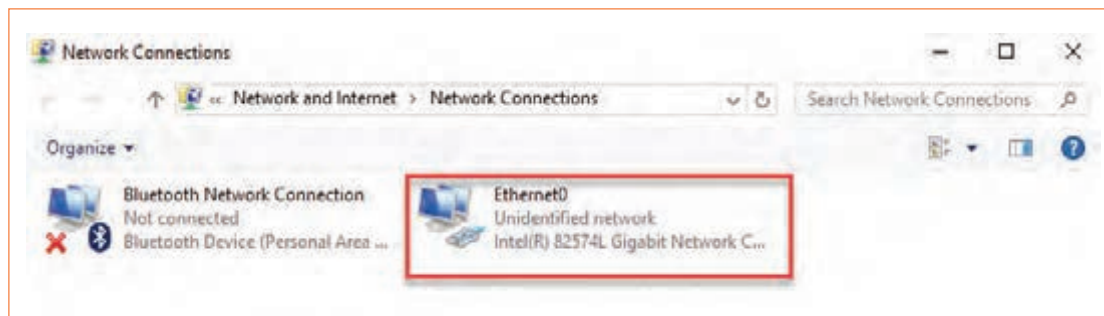 Network Connections
« Network and Internet > Network Connections
Search Network Connections
Organize
Bluetooth Network Connection
Not connected
Bluetooth Device (Personal Area ...
Ethernet0
Unidentified network
Intel(R) 82574L Gigabit Network C...